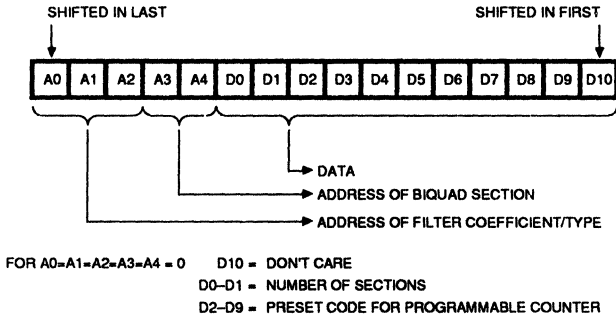 SHIFTED IN LAST SHIFTED IN FIRST
A0 A1 A2 A3 A4 D0 D1 D2 D3 D4 D5 D6 D7 D8 D9 D10
DATA
ADDRESS OF BIQUAD SECTION
ADDRESS OF FILTER COEFFICIENT/TYPE
FOR A0=A1=A2=A3=A4 = 0 D10 = DON'T CARE
D0–D1 = NUMBER OF SECTIONS
D2–D9 = PRESET CODE FOR PROGRAMMABLE COUNTER